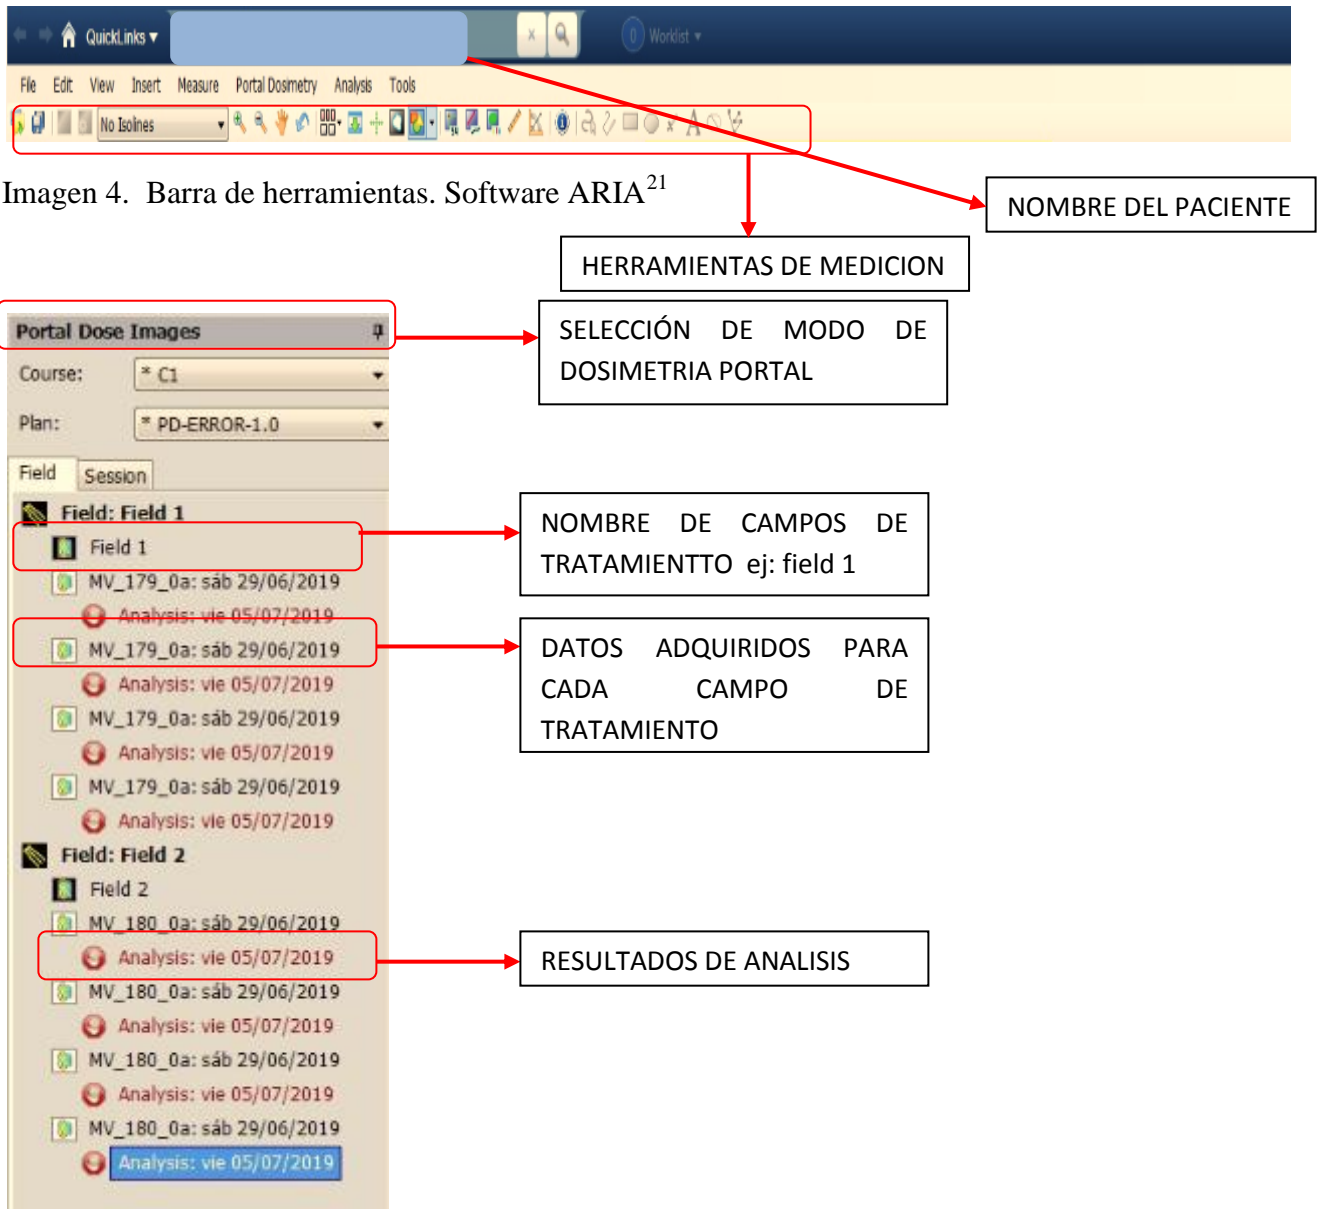 QuickLinks
0 Worklist
File Edit View Insert Measure Portal Dosimetry Analysis Tools
No Isolines
Imagen 4. Barra de herramientas. Software ARIA21
NOMBRE DEL PACIENTE
HERRAMIENTAS DE MEDICION
Portal Dose Images
SELECCIÓN DE MODO DE
DOSIMETRIA PORTAL
Course: * C1
Plan: * PD-ERROR-1.0
Field Session
Field: Field 1
NOMBRE DE CAMPOS DE
TRATAMIENTTO ej: field 1
Field 1
MV_179_0a: sáb 29/06/2019
Analysis: vie 05/07/2019
MV_179_0a: sáb 29/06/2019
DATOS ADQUIRIDOS PARA
CADA CAMPO DE
TRATAMIENTO
Analysis: vie 05/07/2019
MV_179_0a: sáb 29/06/2019
Analysis: vie 05/07/2019
MV_179_0a: sáb 29/06/2019
Analysis: vie 05/07/2019
Field: Field 2
Field 2
MV_180_0a: sáb 29/06/2019
Analysis: vie 05/07/2019
RESULTADOS DE ANALISIS
MV_180_0a: sáb 29/06/2019
Analysis: vie 05/07/2019
MV_180_0a: sáb 29/06/2019
Analysis: vie 05/07/2019
MV_180_0a: sáb 29/06/2019
Analysis: vie 05/07/2019